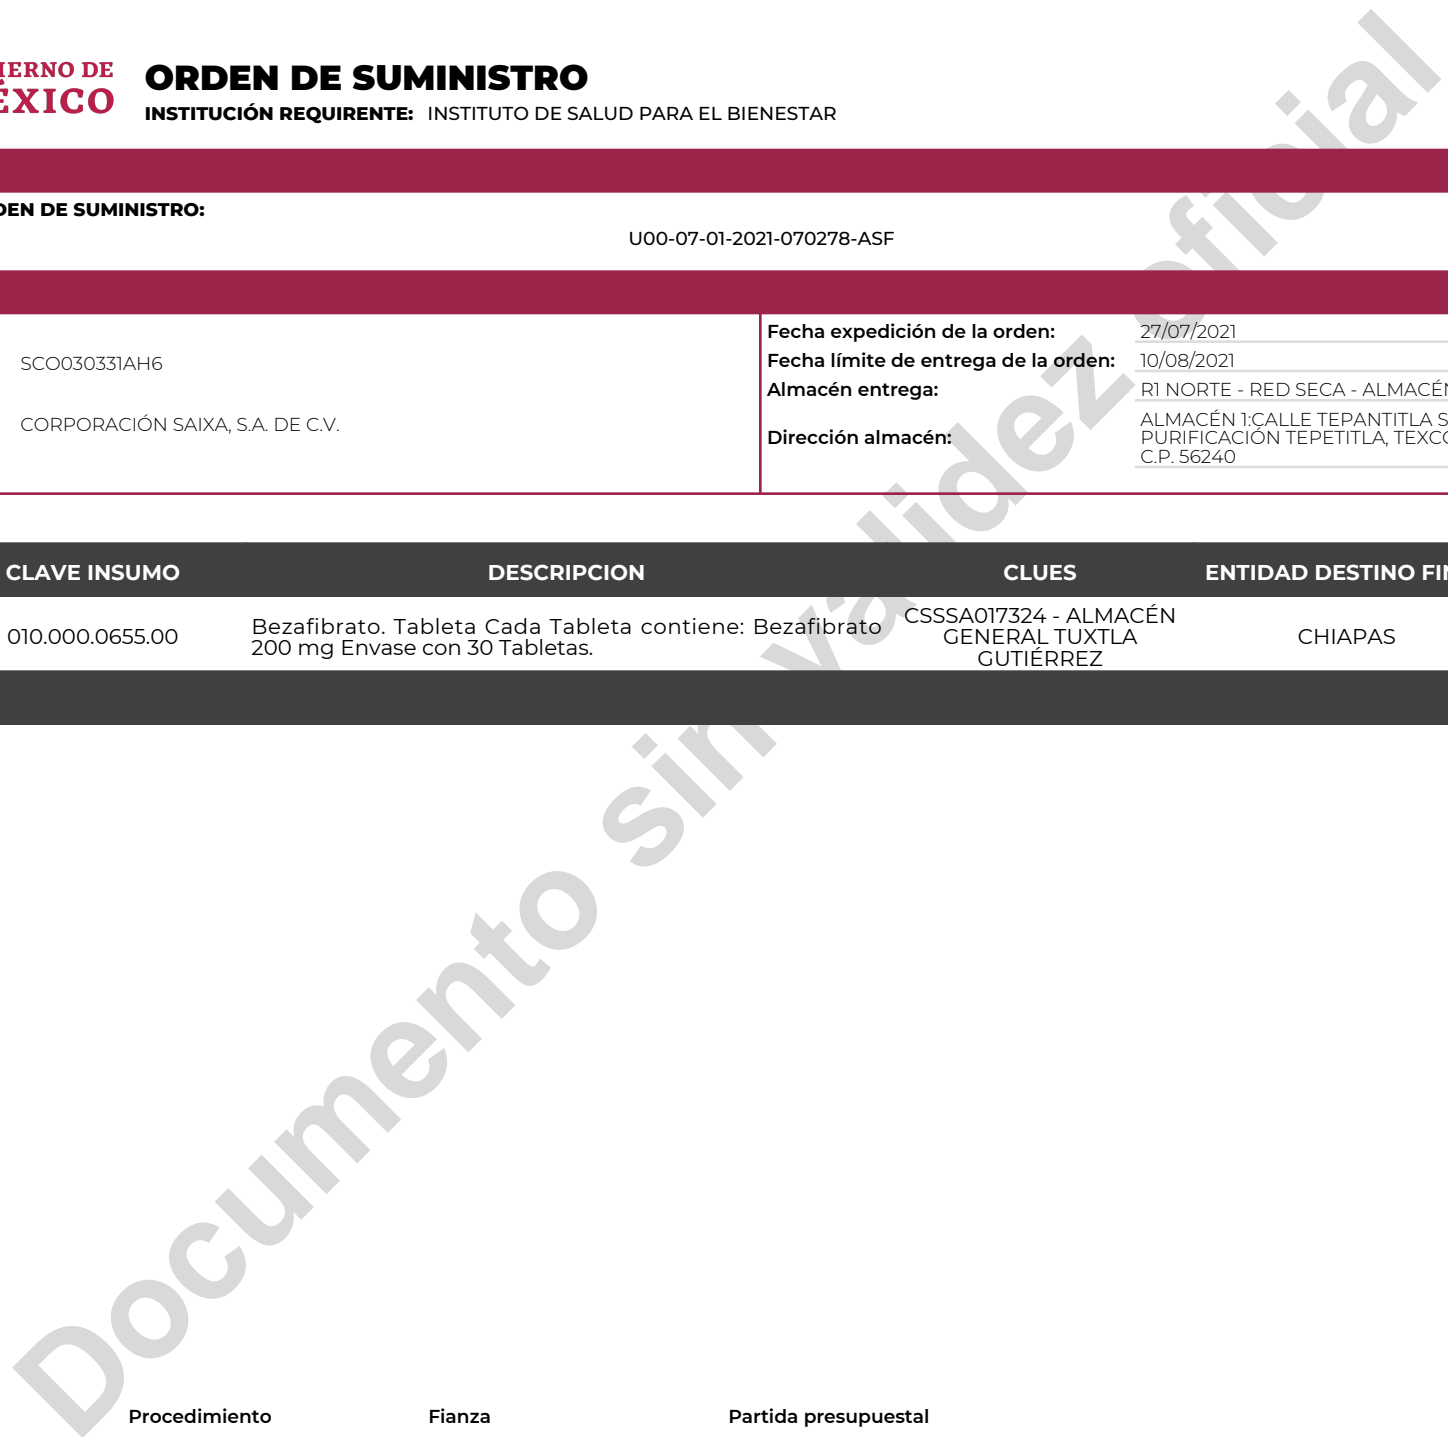 IERNO DE
ÉXICO
ORDEN DE SUMINISTRO
INSTITUCIÓN REQUIRENTE: INSTITUTO DE SALUD PARA EL BIENESTAR
DEN DE SUMINISTRO:
U00-07-01-2021-070278-ASF
SCO030331AH6
CORPORACIÓN SAIXA, S.A. DE C.V.
Fecha expedición de la orden: 27/07/2021
Fecha límite de entrega de la orden: 10/08/2021
Almacén entrega: R1 NORTE - RED SECA - ALMACÉN
Dirección almacén:
ALMACÉN 1:CALLE TEPANTITLA S
PURIFICACIÓN TEPETITLA, TEXCO
C.P. 56240
CLAVE INSUMO DESCRIPCION CLUES ENTIDAD DESTINO FIN
010.000.0655.00
Bezafibrato. Tableta Cada Tableta contiene: Bezafibrato
200 mg Envase con 30 Tabletas.
CSSSA017324 - ALMACÉN
GENERAL TUXTLA
GUTIÉRREZ
CHIAPAS
Documento sin validez oficial
Procedimiento Fianza Partida presupuestal